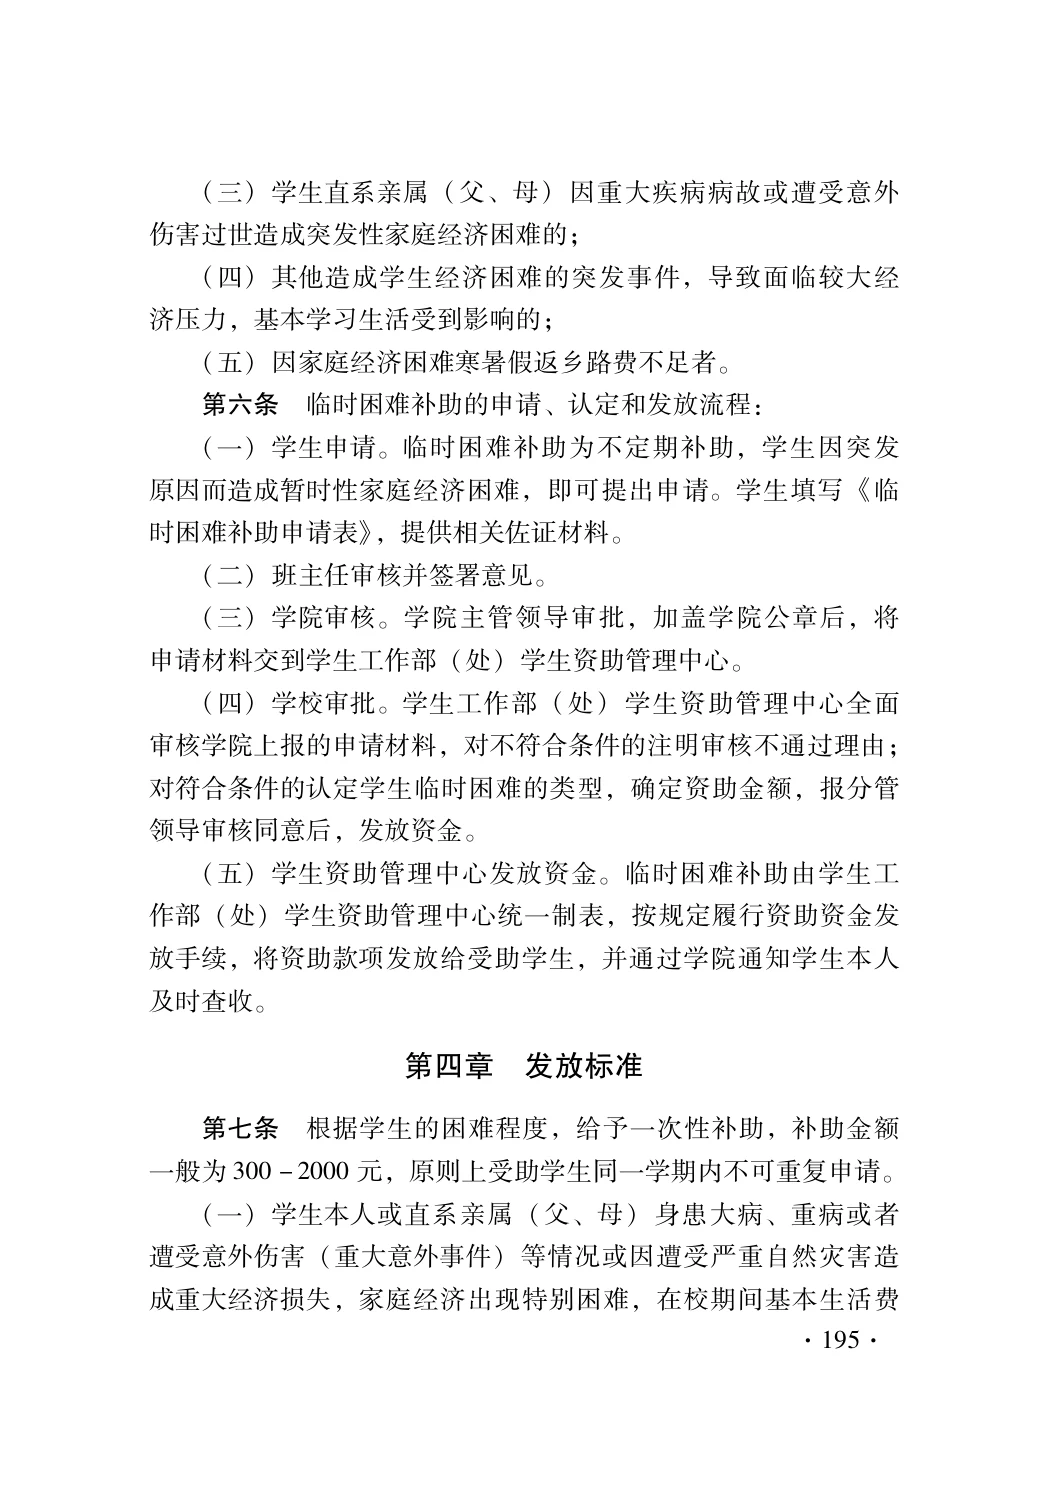 （三）学生直系亲属（父、母）因重大疾病病故或遭受意外
伤害过世造成突发性家庭经济困难的；
（四）其他造成学生经济困难的突发事件，导致面临较大经
济压力，基本学习生活受到影响的；
（五）因家庭经济困难寒暑假返乡路费不足者。
第六条　临时困难补助的申请、认定和发放流程：
（一）学生申请。临时困难补助为不定期补助，学生因突发
原因而造成暂时性家庭经济困难，即可提出申请。学生填写《临
时困难补助申请表》，提供相关佐证材料。
（二）班主任审核并签署意见。
（三）学院审核。学院主管领导审批，加盖学院公章后，将
申请材料交到学生工作部（处）学生资助管理中心。
（四）学校审批。学生工作部（处）学生资助管理中心全面
审核学院上报的申请材料，对不符合条件的注明审核不通过理由；
对符合条件的认定学生临时困难的类型，确定资助金额，报分管
领导审核同意后，发放资金。
（五）学生资助管理中心发放资金。临时困难补助由学生工
作部（处）学生资助管理中心统一制表，按规定履行资助资金发
放手续，将资助款项发放给受助学生，并通过学院通知学生本人
及时查收。
第四章　发放标准
第七条　根据学生的困难程度，给予一次性补助，补助金额
一般为 300－2000 元，原则上受助学生同一学期内不可重复申请。
（一）学生本人或直系亲属（父、母）身患大病、重病或者
遭受意外伤害（重大意外事件）等情况或因遭受严重自然灾害造
成重大经济损失，家庭经济出现特别困难，在校期间基本生活费
·195·